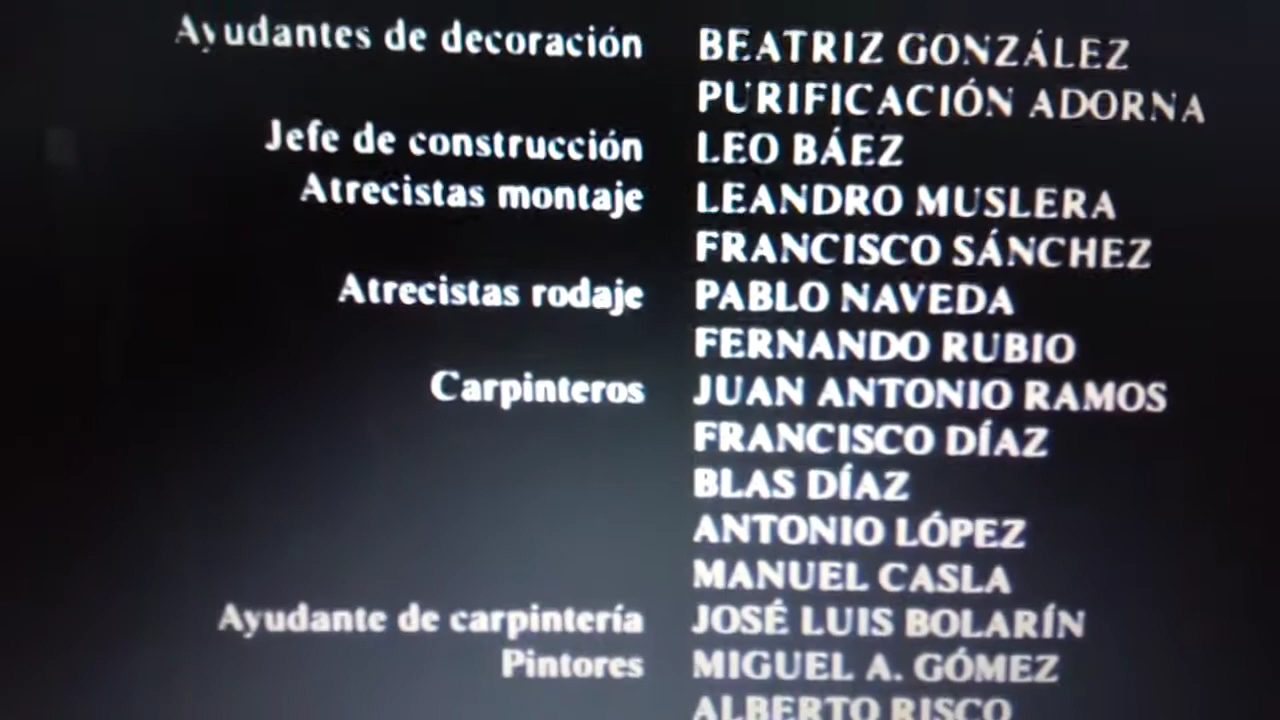 Ayudantes de decoración BEATRIZ GONZÁLEZ
PURIFICACIÓN ADORNA
Jefe de construcción LEO BÁEZ
Atrecistas montaje LEANDRO MUSLERA
FRANCISCO SÁNCHEZ
Atrecistas rodaje PABLO NAVEDA
FERNANDO RUBIO
Carpinteros JUAN ANTONIO RAMOS
FRANCISCO DÍAZ
BLAS DÍAZ
ANTONIO LÓPEZ
MANUEL CASLA
Ayudante de carpintería JOSÉ LUIS BOLARÍN
Pintores MIGUEL A. GÓMEZ
ALBERTO RISCO